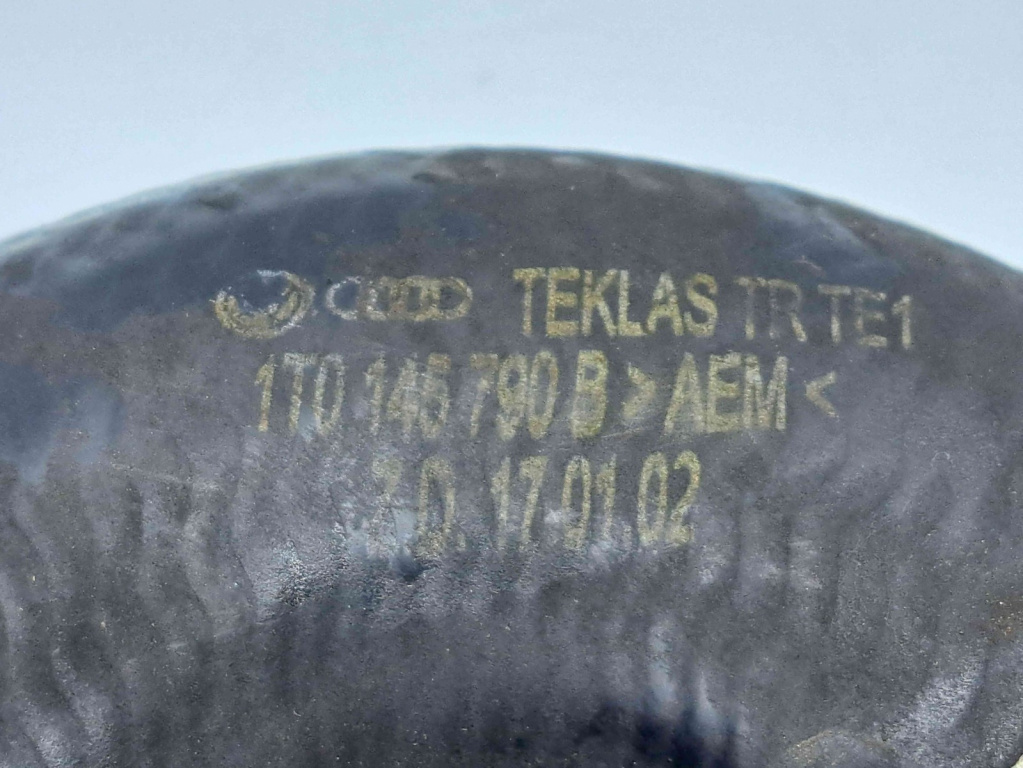 TEKLAS TR TE1
1T0 145 790 B >AEM<
17.01.02